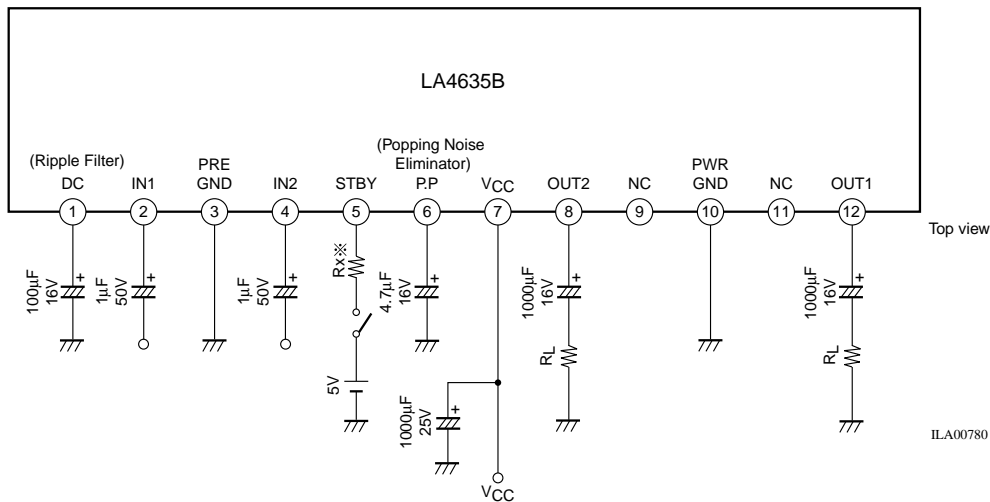 LA4635B
(Ripple Filter)
DC
IN1
PRE
GND
IN2
STBY
(Popping Noise
Eliminator)
P.P
VCC
OUT2
NC
PWR
GND
NC
OUT1
1
2
3
4
5
6
7
8
9
10
11
12
Top view
100μF
16V
1μF
50V
1μF
50V
Rx※
4.7μF
16V
1000μF
16V
1000μF
16V
RL
RL
5V
1000μF
25V
VCC
ILA00780